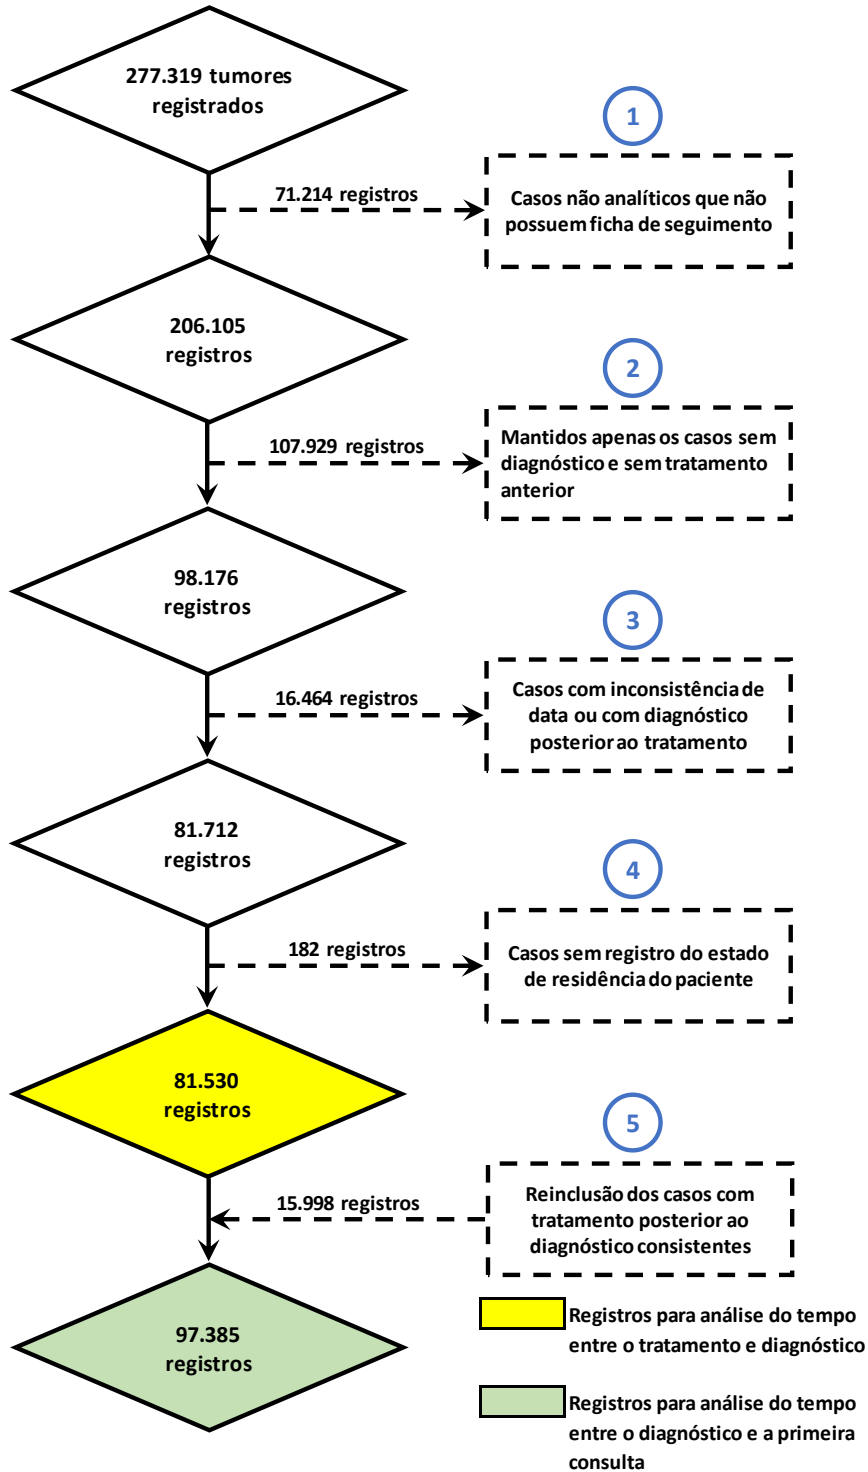 277.319 tumores
registrados
1
71.214 registros
Casos não analíticos que não
possuem ficha de seguimento
206.105
registros
2
107.929 registros
Mantidos apenas os casos sem
diagnóstico e sem tratamento
anterior
98.176
registros
3
16.464 registros
Casos com inconsistência de
data ou com diagnóstico
posterior ao tratamento
81.712
registros
4
182 registros
Casos sem registro do estado
de residência do paciente
81.530
registros
5
15.998 registros
Reinclusão dos casos com
tratamento posterior ao
diagnóstico consistentes
97.385
registros
Registros para análise do tempo
entre o tratamento e diagnóstico
Registros para análise do tempo
entre o diagnóstico e a primeira
consulta